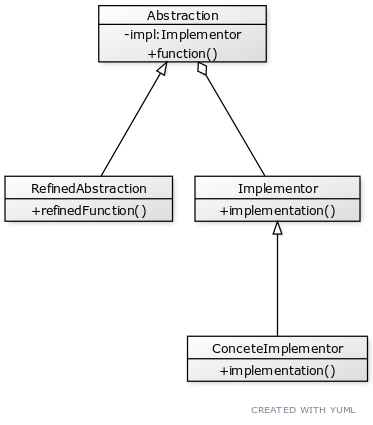 Abstraction
-impl:Implementor
+function()
RefinedAbstraction
+refinedFunction()
Implementor
+implementation()
ConceteImplementor
+implementation()
CREATED WITH YUML